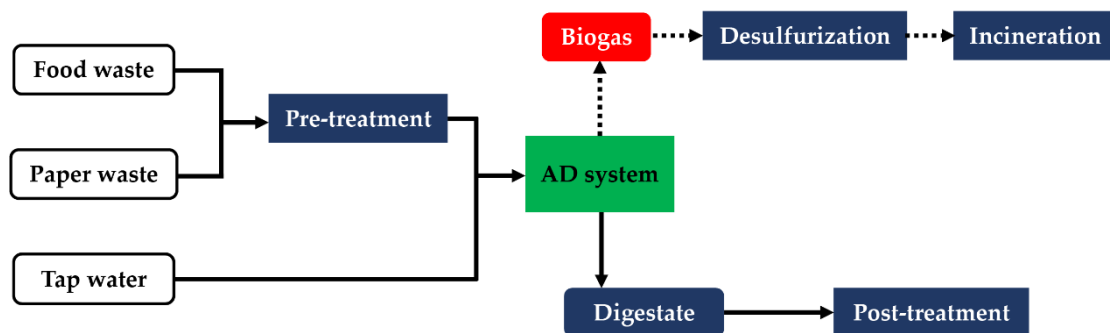 Biogas
Desulfurization
Incineration
Food waste
Pre-treatment
Paper waste
AD system
Tap water
Digestate
Post-treatment